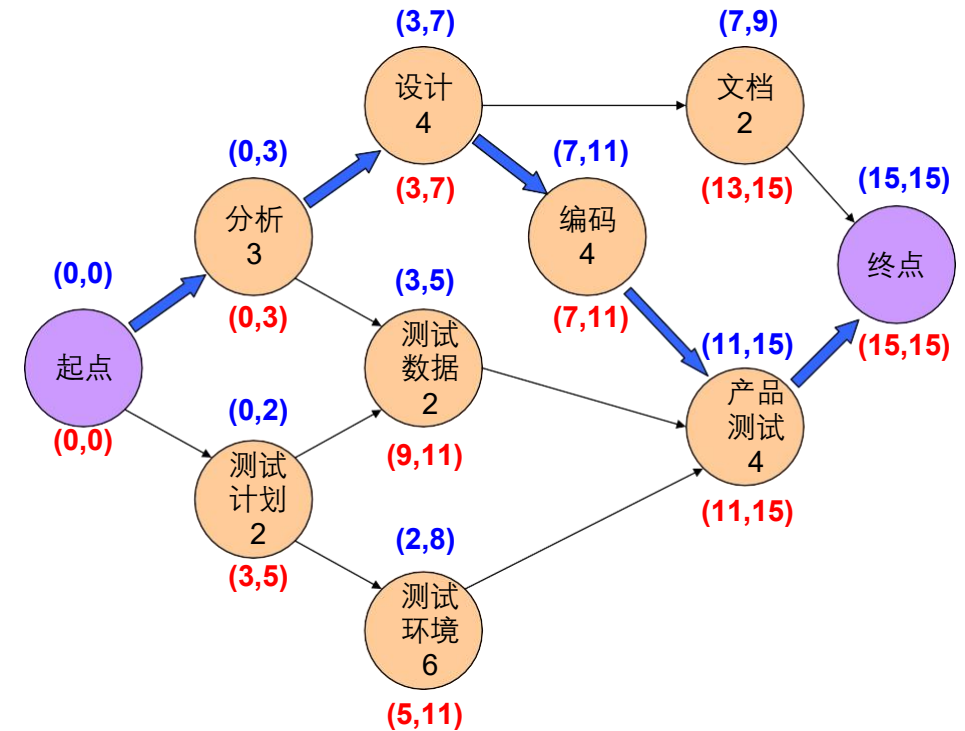 (3,7)
设计
4
(3,7)
(7,9)
文档
2
(13,15)
(0,3)
分析
3
(0,3)
(7,11)
编码
4
(7,11)
(15,15)
终点
(15,15)
(0,0)
起点
(0,0)
(3,5)
测试
数据
2
(9,11)
(11,15)
产品
测试
4
(11,15)
(0,2)
测试
计划
2
(3,5)
(2,8)
测试
环境
6
(5,11)